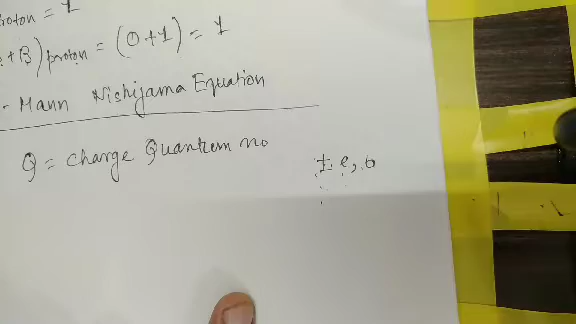 roton = 1
+ B) proton = (0+1) = 1
- Mann Nishijama Equation
Q = charge Quantum no
± e, 0